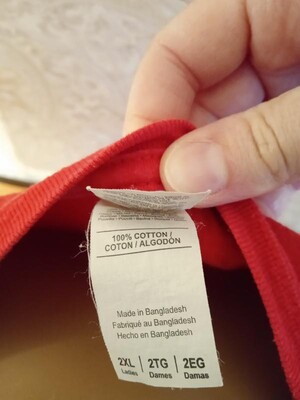 100% COTTON /
COTON / ALGODÓN
Made in Bangladesh
Fabriqué au Bangladesh
Hecho en Bangladesh
2XL | 2TG | 2EG
Ladies Dames Damas